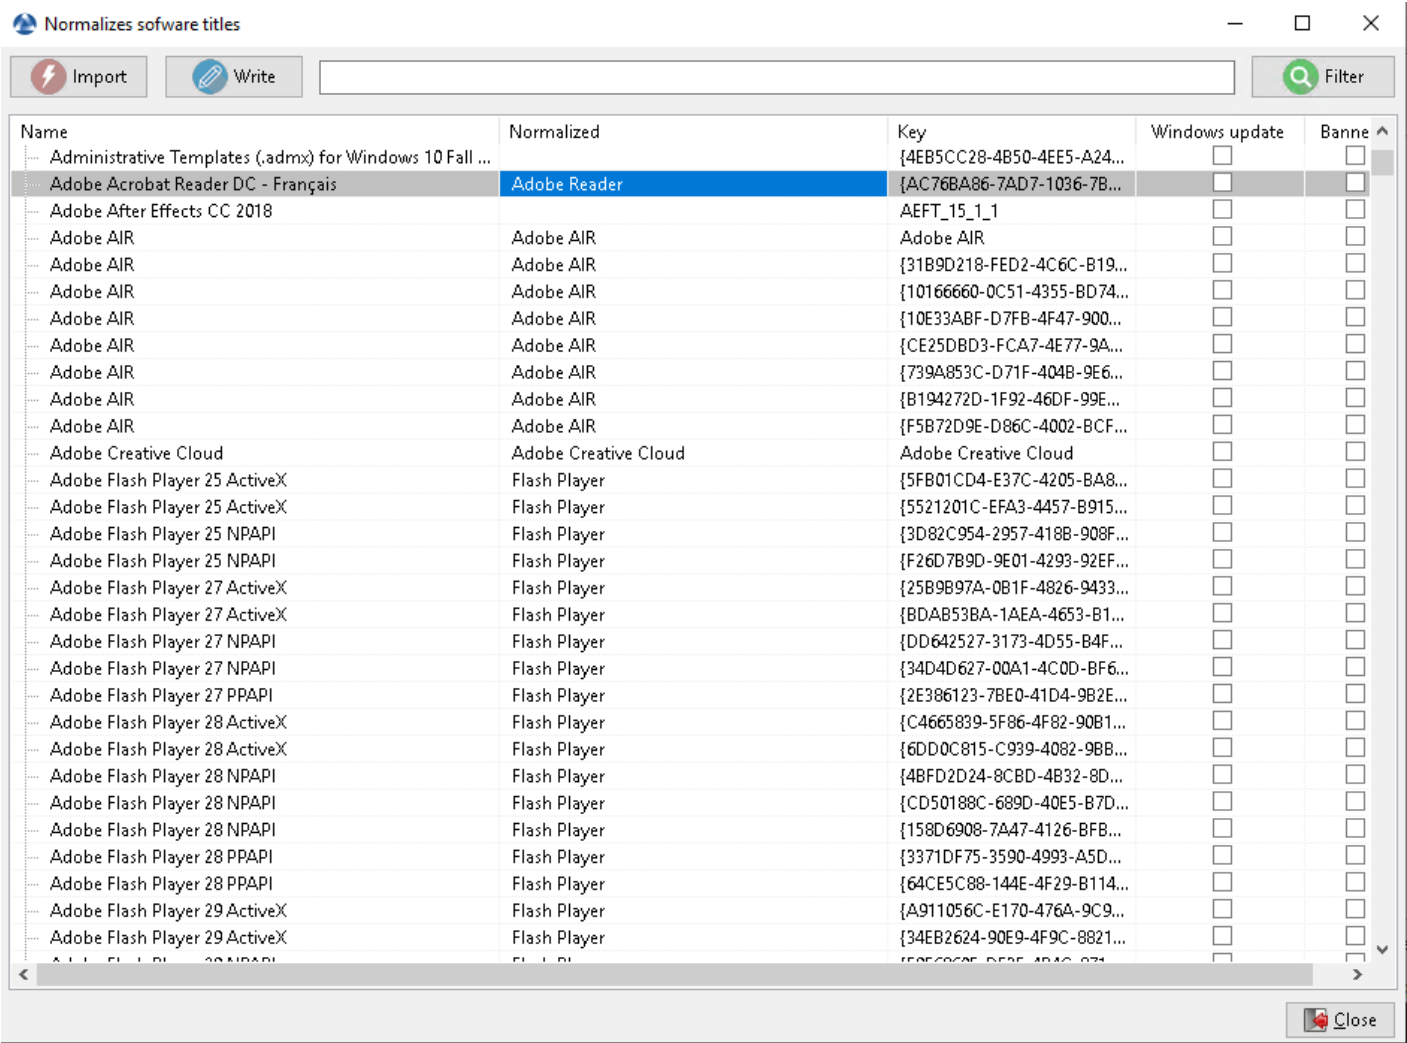 Normalizes sofware titles
Import Write Filter
Name Normalized Key Windows update Banne
Administrative Templates (.admx) for Windows 10 Fall ... {4EB5CC28-4B50-4EE5-A24...
Adobe Acrobat Reader DC - Français Adobe Reader {AC76BA86-7AD7-1036-7B...
Adobe After Effects CC 2018 AEFT_15_1_1
Adobe AIR Adobe AIR Adobe AIR
Adobe AIR Adobe AIR {31B9D218-FED2-4C6C-B19...
Adobe AIR Adobe AIR {10166660-0C51-4355-BD74...
Adobe AIR Adobe AIR {10E33ABF-D7FB-4F47-900...
Adobe AIR Adobe AIR {CE25DBD3-FCA7-4E77-9A...
Adobe AIR Adobe AIR {739A853C-D71F-404B-9E6...
Adobe AIR Adobe AIR {B194272D-1F92-46DF-99E...
Adobe AIR Adobe AIR {F5B72D9E-D86C-4002-BCF...
Adobe Creative Cloud Adobe Creative Cloud Adobe Creative Cloud
Adobe Flash Player 25 ActiveX Flash Player {5FB01CD4-E37C-4205-BA8...
Adobe Flash Player 25 ActiveX Flash Player {5521201C-EFA3-4457-B915...
Adobe Flash Player 25 NPAPI Flash Player {3D82C954-2957-418B-908F...
Adobe Flash Player 25 NPAPI Flash Player {F26D7B9D-9E01-4293-92EF...
Adobe Flash Player 27 ActiveX Flash Player {25B9B97A-0B1F-4826-9433...
Adobe Flash Player 27 ActiveX Flash Player {BDAB53BA-1AEA-4653-B1...
Adobe Flash Player 27 NPAPI Flash Player {DD642527-3173-4D55-B4F...
Adobe Flash Player 27 NPAPI Flash Player {34D4D627-00A1-4C0D-BF6...
Adobe Flash Player 27 PPAPI Flash Player {2E386123-7BE0-41D4-9B2E...
Adobe Flash Player 28 ActiveX Flash Player {C4665839-5F86-4F82-90B1...
Adobe Flash Player 28 ActiveX Flash Player {6DD0C815-C939-4082-9BB...
Adobe Flash Player 28 NPAPI Flash Player {4BFD2D24-8CBD-4B32-8D...
Adobe Flash Player 28 NPAPI Flash Player {CD50188C-689D-40E5-B7D...
Adobe Flash Player 28 NPAPI Flash Player {158D6908-7A47-4126-BFB...
Adobe Flash Player 28 PPAPI Flash Player {3371DF75-3590-4993-A5D...
Adobe Flash Player 28 PPAPI Flash Player {64CE5C88-144E-4F29-B114...
Adobe Flash Player 29 ActiveX Flash Player {A911056C-E170-476A-9C9...
Adobe Flash Player 29 ActiveX Flash Player {34EB2624-90E9-4F9C-8821...
Close